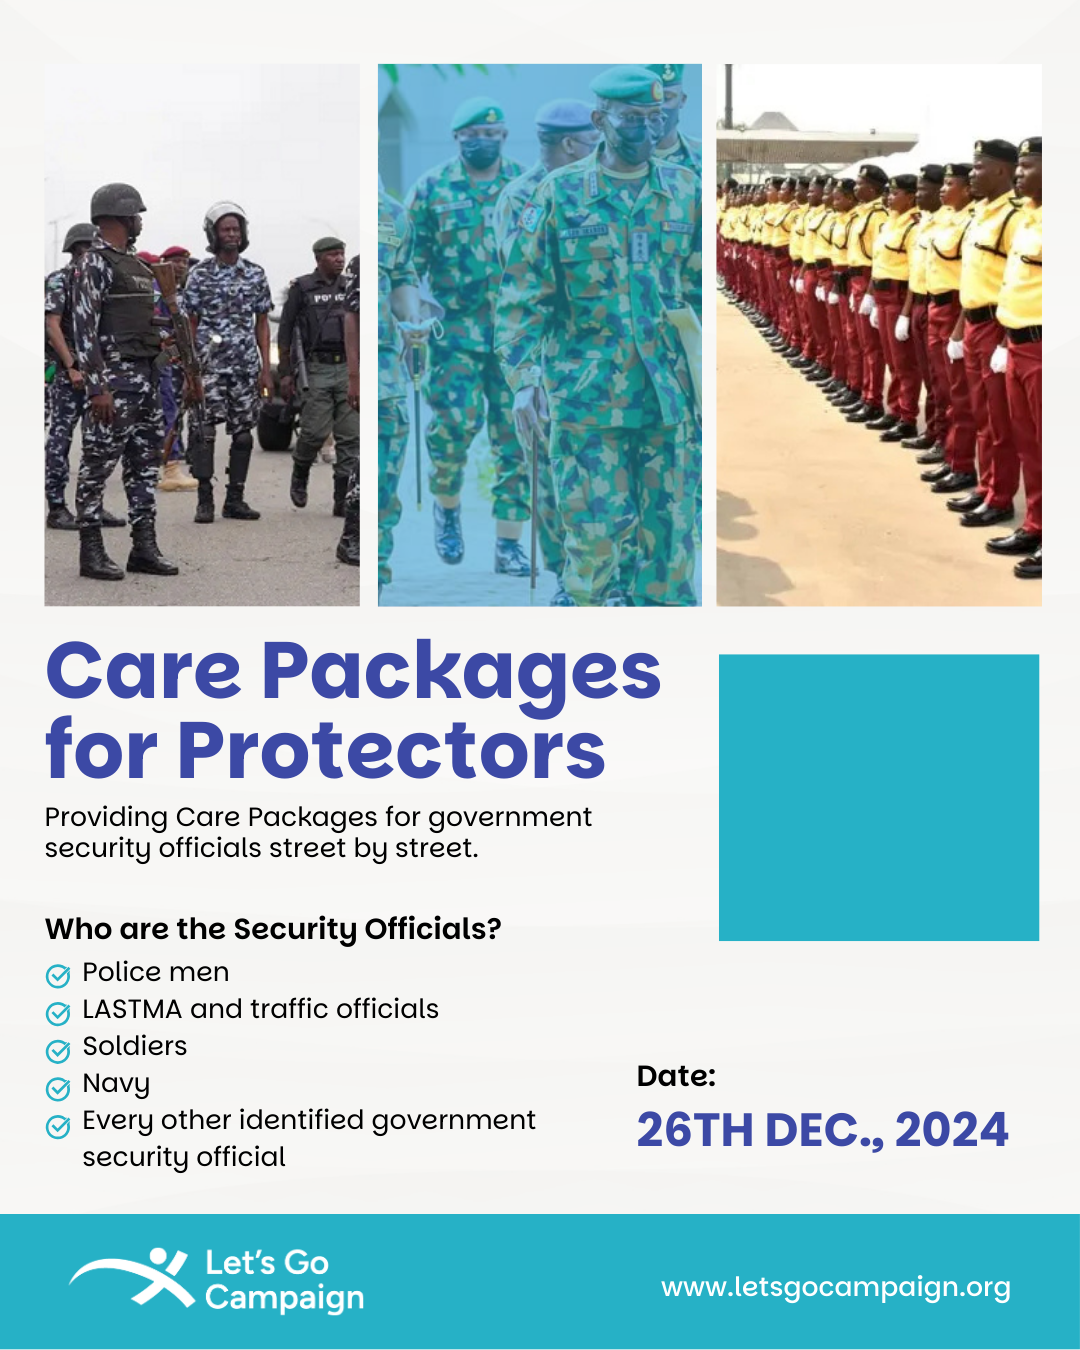 POLICE
Care Packages
for Protectors
Providing Care Packages for government
security officials street by street.
Who are the Security Officials?
Police men
LASTMA and traffic officials
Soldiers
Navy
Every other identified government
security official
Date:
26TH DEC., 2024
Let's Go
Campaign
www.letsgocampaign.org